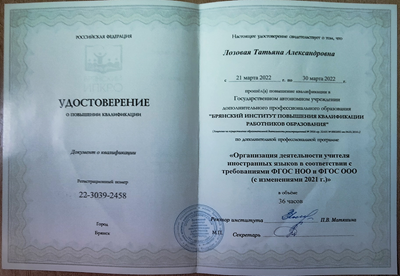 РОССИЙСКАЯ ФЕДЕРАЦИЯ
УДОСТОВЕРЕНИЕ
О ПОВЫШЕНИИ КВАЛИФИКАЦИИ
Документ о квалификации
Регистрационный номер
22-3039-2458
Город
Брянск
Настоящее удостоверение свидетельствует о том, что
Лозовая Татьяна Александровна
с 21 марта 2022 г. по 30 марта 2022 г.
прошёл(а) повышение квалификации в
Государственном автономном учреждении
дополнительного профессионального образования
"БРЯНСКИЙ ИНСТИТУТ ПОВЫШЕНИЯ КВАЛИФИКАЦИИ
РАБОТНИКОВ ОБРАЗОВАНИЯ"
по дополнительной профессиональной программе
«Организация деятельности учителя
иностранных языков в соответствии с
требованиями ФГОС НОО и ФГОС ООО
(с изменениями 2021 г.)»
в объёме
36 часов
Ректор института П.В. Матюхина
М.П. Секретарь